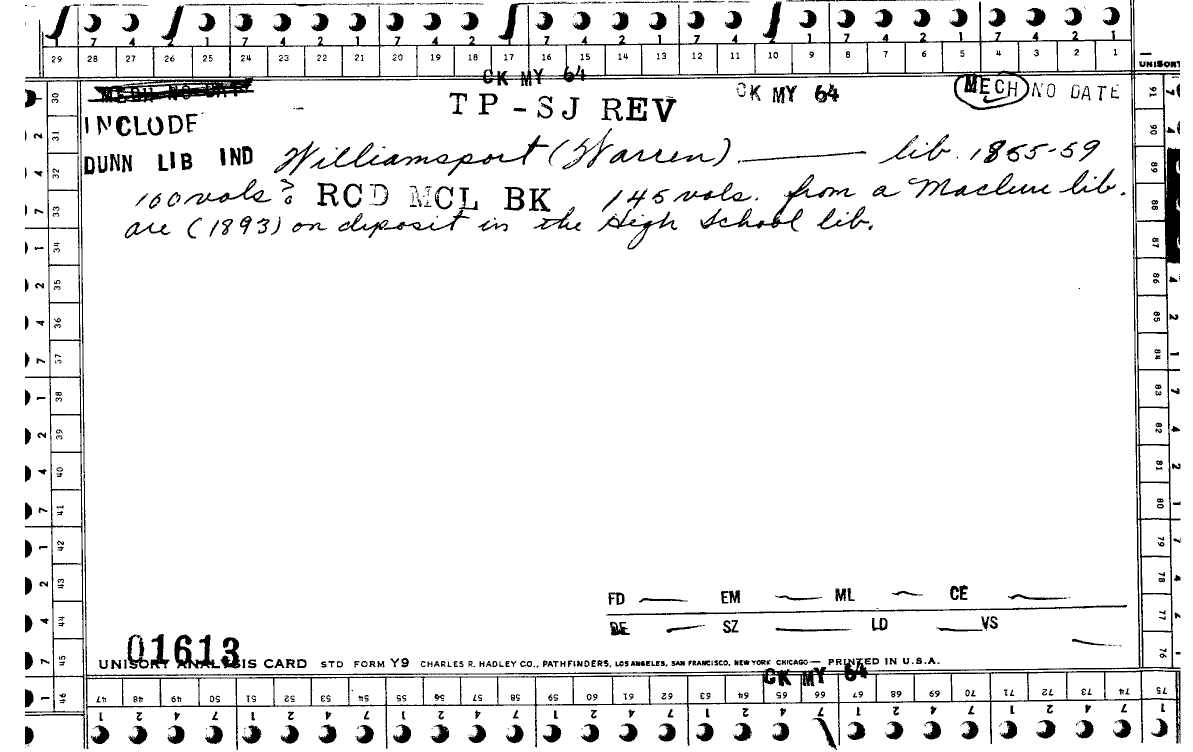 7 4 2 1 7 4 2 1 7 4 2 1 7 4 2 1 7 4 2 1 7 4 2 1
29 28 27 26 25 24 23 22 21 20 19 18 17 16 15 14 13 12 11 10 9 8 7 6 5 4 3 2 1
UNISORT
CK MY 64
MECH NO DATE TP-SJ REV CK MY 64 MECH NO DATE
INCLUDE
DUNN LIB IND Williamsport (Warren) —— lib. 1855-59
100 vols? RCD MCL BK 145 vols. from a Maclure lib.
are (1893) on deposit in the High School lib.
30 31 32 33 34 35 36 37 38 39 40 41 42 43 44 45 46
91 90 89 88 87 86 85 84 83 82 81 80 79 78 77 76
FD — EM — ML — CE —
DE — SZ — LD — VS —
01613
UNISORT ANALYSIS CARD STD FORM Y9 CHARLES R. HADLEY CO., PATHFINDERS, LOS ANGELES, SAN FRANCISCO, NEW YORK CHICAGO — PRINTED IN U.S.A.
CK MY 64
47 48 49 50 51 52 53 54 55 56 57 58 59 60 61 62 63 64 65 66 67 68 69 70 71 72 73 74 75
1 2 4 7 1 2 4 7 1 2 4 7 1 2 4 7 1 2 4 7 1 2 4 7 1 2 4 7 1